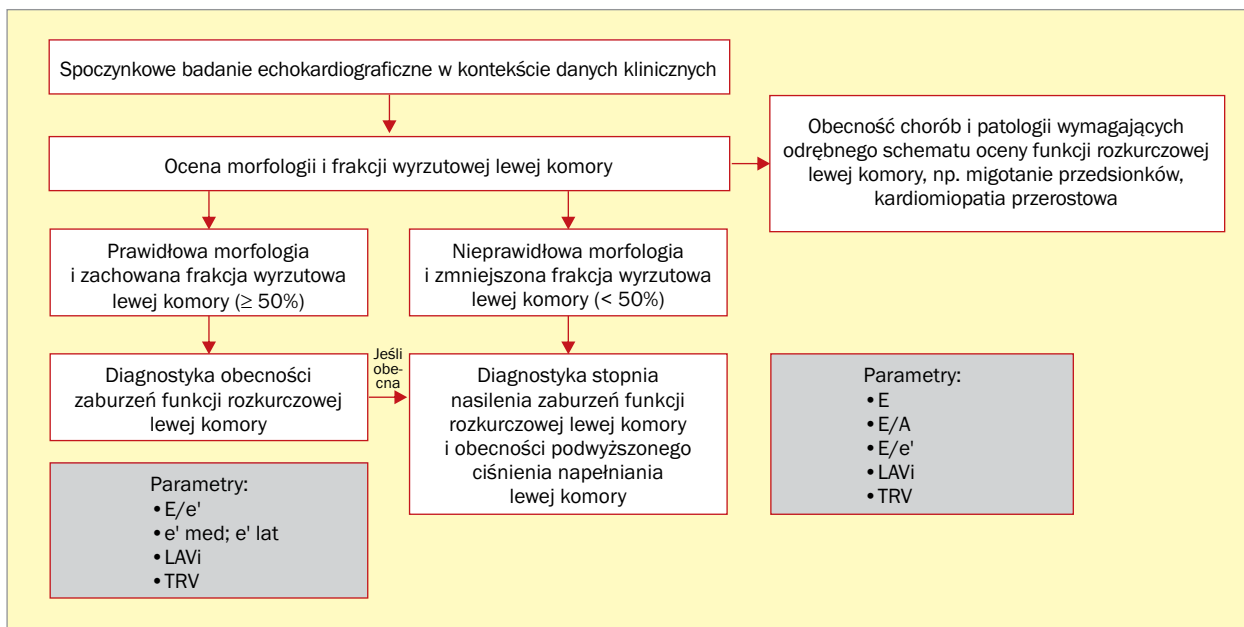 Spoczynkowe badanie echokardiograficzne w kontekście danych klinicznych
Ocena morfologii i frakcji wyrzutowej lewej komory
Obecność chorób i patologii wymagających
odrębnego schematu oceny funkcji rozkurczowej
lewej komory, np. migotanie przedsionków,
kardiomiopatia przerostowa
Prawidłowa morfologia
i zachowana frakcja wyrzutowa
lewej komory (≥ 50%)
Nieprawidłowa morfologia
i zmniejszona frakcja wyrzutowa
lewej komory (< 50%)
Diagnostyka obecności
zaburzeń funkcji rozkurczowej
lewej komory
Jeśli
obe-
cna
Diagnostyka stopnia
nasilenia zaburzeń funkcji
rozkurczowej lewej komory
i obecności podwyższonego
ciśnienia napełniania
lewej komory
Parametry:
• E/e'
• e' med; e' lat
• LAVi
• TRV
Parametry:
• E
• E/A
• E/e'
• LAVi
• TRV